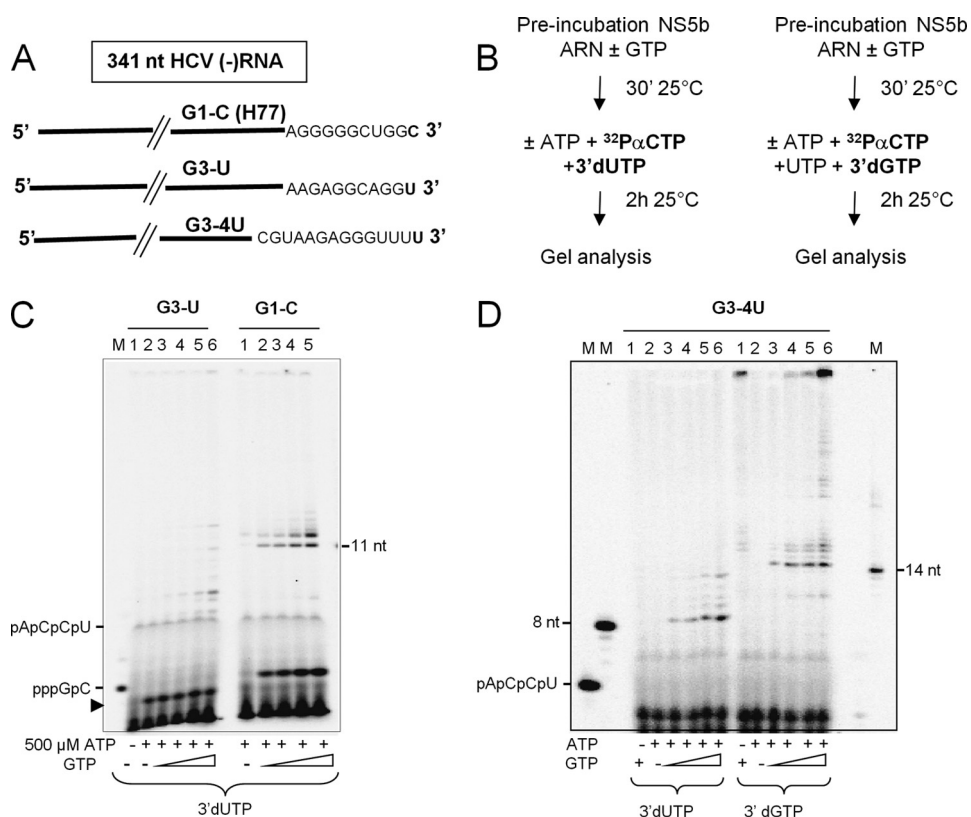 A
341 nt HCV (-)RNA
G1-C (H77)
5' AGGGGGCUGGC 3'
G3-U
5' AAGAGGCAGGU 3'
G3-4U
5' CGUAAGAGGGUUUU 3'
B
Pre-incubation NS5b
ARN ± GTP
30' 25°C
± ATP + ³²PαCTP
+3'dUTP
2h 25°C
Gel analysis
Pre-incubation NS5b
ARN ± GTP
30' 25°C
± ATP + ³²PαCTP
+UTP + 3'dGTP
2h 25°C
Gel analysis
C
G3-U G1-C
M 1 2 3 4 5 6 1 2 3 4 5
11 nt
pApCpCpU
pppGpC
500 µM ATP - + + + + + + + + + +
GTP - - -
3'dUTP
D
G3-4U
M M 1 2 3 4 5 6 1 2 3 4 5 6 M
14 nt
8 nt
pApCpCpU
ATP - + + + + + - + + + + +
GTP + - + -
3'dUTP 3' dGTP